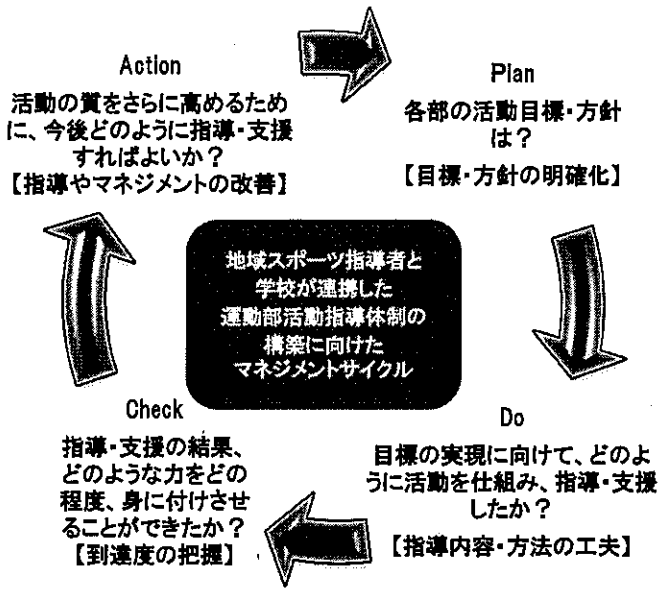 Action
活動の質をさらに高めるため
に、今後どのように指導・支援
すればよいか？
【指導やマネジメントの改善】
Plan
各部の活動目標・方針
は？
【目標・方針の明確化】
地域スポーツ指導者と
学校が連携した
運動部活動指導体制の
構築に向けた
マネジメントサイクル
Check
指導・支援の結果、
どのような力をどの
程度、身に付けさせ
ることができたか？
【到達度の把握】
Do
目標の実現に向けて、どのよ
うに活動を仕組み、指導・支援
したか？
【指導内容・方法の工夫】